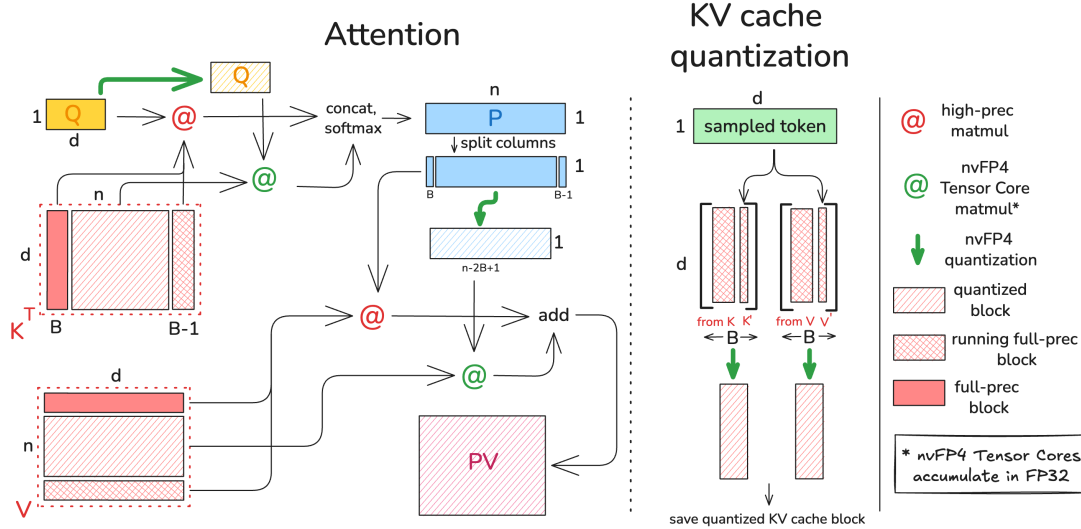 Attention
Q
Q
1
d
@
@
concat,
softmax
n
P
1
split columns
1
B
B-1
1
n-2B+1
n
d
K
T
B
B-1
@
add
@
d
n
V
PV
KV cache
quantization
d
1
sampled token
d
from K K'
from V V'
B
B
save quantized KV cache block
@
high-prec
matmul
@
nvFP4
Tensor Core
matmul*
nvFP4
quantization
quantized
block
running full-prec
block
full-prec
block
* nvFP4 Tensor Cores
accumulate in FP32